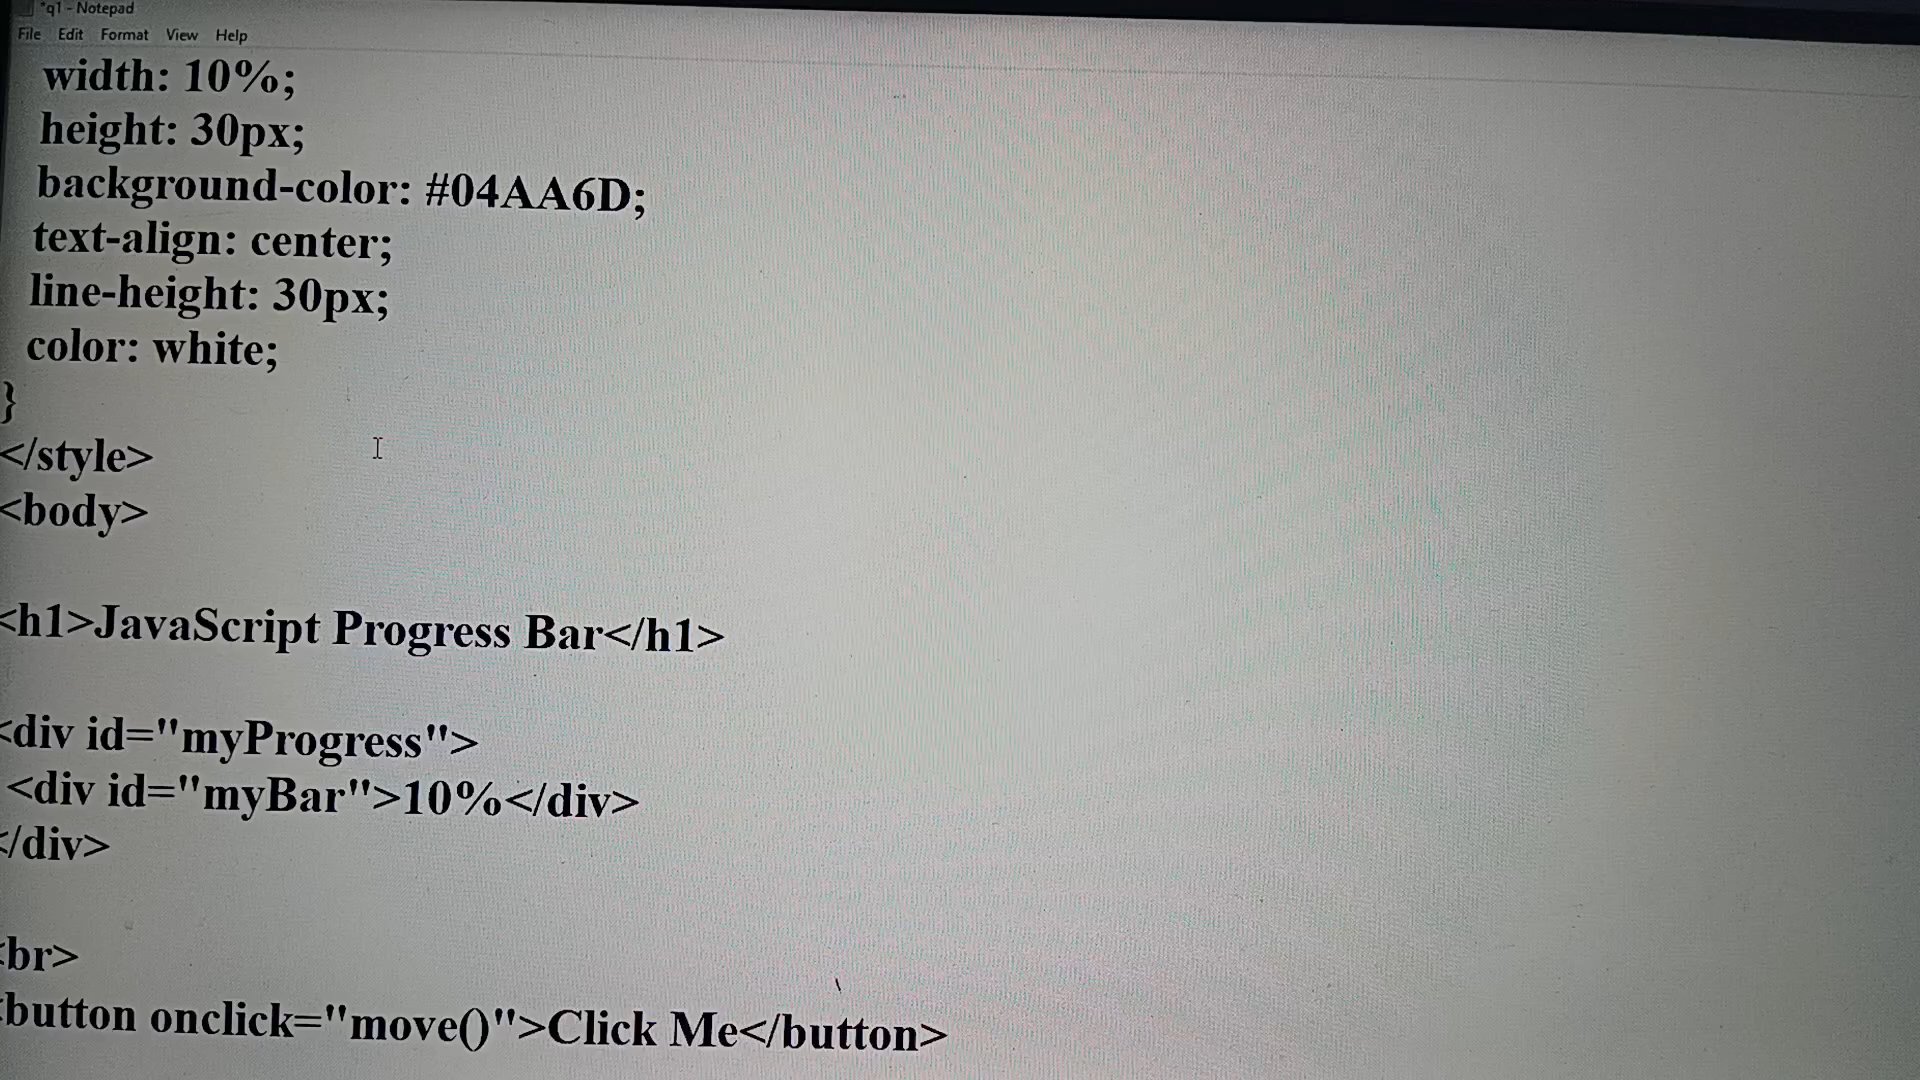 *q1 - Notepad
File Edit Format View Help
width: 10%;
height: 30px;
background-color: #04AA6D;
text-align: center;
line-height: 30px;
color: white;
}
</style>
<body>
<h1>JavaScript Progress Bar</h1>
<div id="myProgress">
<div id="myBar">10%</div>
</div>
<br>
<button onclick="move()">Click Me</button>